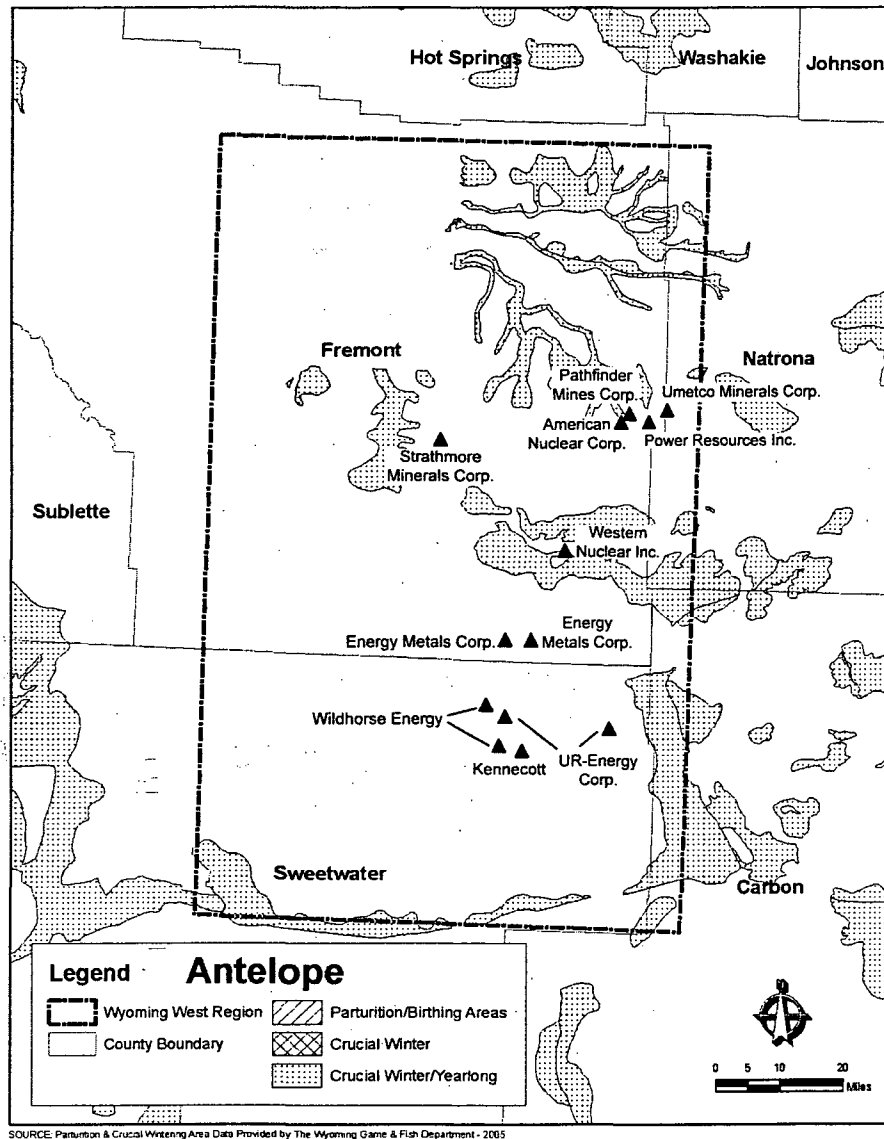 Hot Springs
Washakie
Johnson
Fremont
Natrona
Pathfinder
Mines Corp.
Umetco Minerals Corp.
American
Nuclear Corp.
Power Resources Inc.
Strathmore
Minerals Corp.
Sublette
Western
Nuclear Inc.
Energy Metals Corp.
Energy
Metals Corp.
Wildhorse Energy
Kennecott
UR-Energy
Corp.
Sweetwater
Carbon
Legend
Antelope
Wyoming West Region
County Boundary
Parturition/Birthing Areas
Crucial Winter
Crucial Winter/Yearlong
0 5 10 20
Miles
SOURCE: Parturition & Crucial Wintering Area Data Provided by The Wyoming Game & Fish Department - 2005